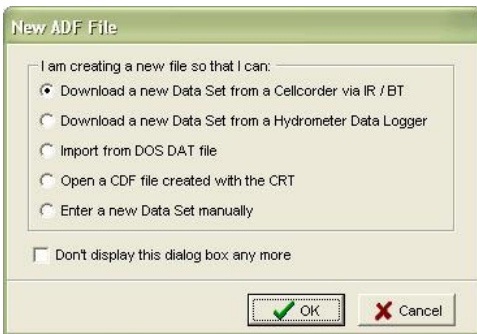 New ADF File
I am creating a new file so that I can:
Download a new Data Set from a Cellcorder via IR / BT
Download a new Data Set from a Hydrometer Data Logger
Import from DOS DAT file
Open a CDF file created with the CRT
Enter a new Data Set manually
Don't display this dialog box any more
OK
Cancel